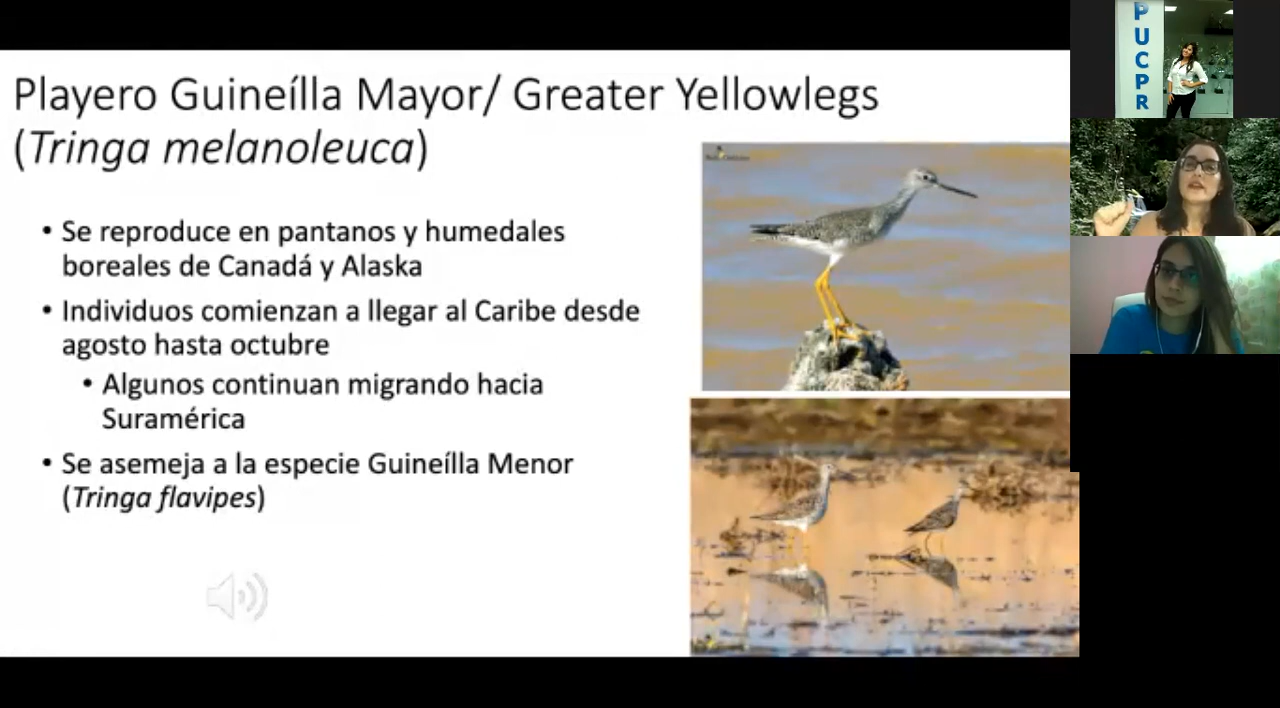 Playero Guineílla Mayor/ Greater Yellowlegs
(Tringa melanoleuca)
• Se reproduce en pantanos y humedales
boreales de Canadá y Alaska
• Individuos comienzan a llegar al Caribe desde
agosto hasta octubre
• Algunos continuan migrando hacia
Suramérica
• Se asemeja a la especie Guineílla Menor
(Tringa flavipes)
P
U
C
P
R